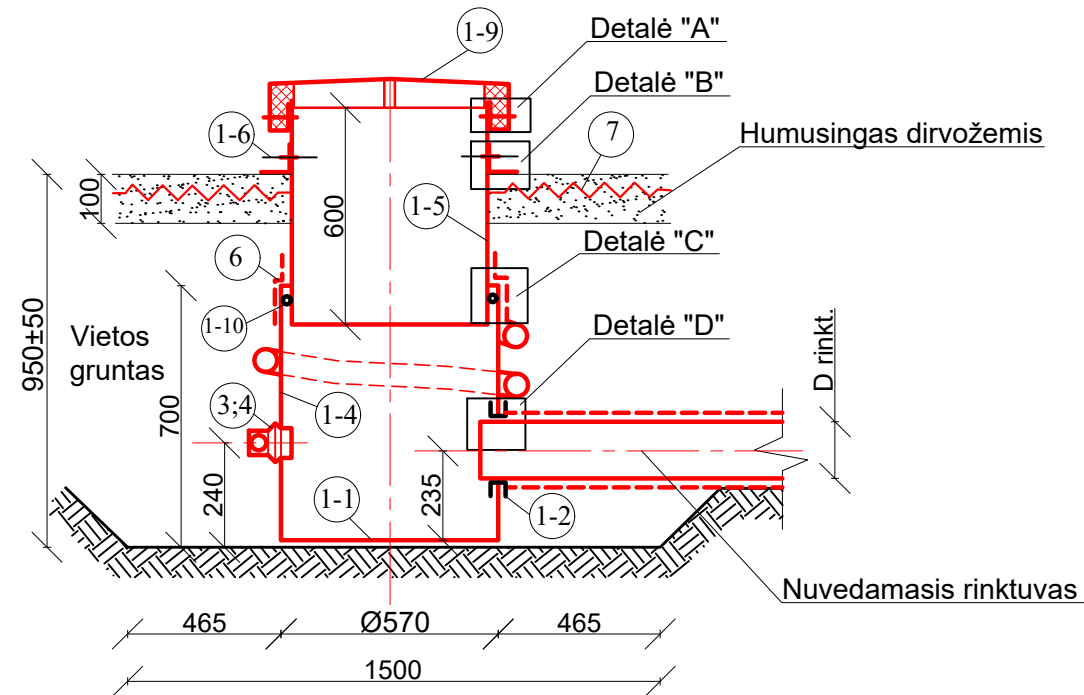 1-9
Detalė "A"
Detalė "B"
1-6
7
Humusingas dirvožemis
100
600
1-5
6
Detalė "C"
1-10
Detalė "D"
950±50
Vietos
gruntas
700
3;4
1-4
D rinkt.
240
235
1-1
1-2
Nuvedamasis rinktuvas
465
Ø570
465
1500